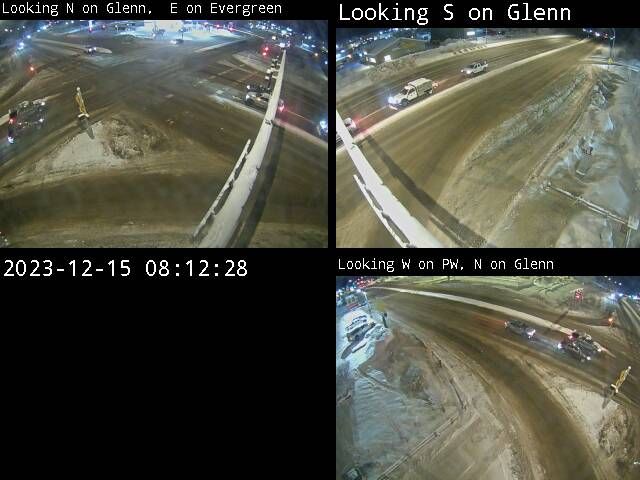 Looking N on Glenn,  E on Evergreen
Looking S on Glenn
2023-12-15 08:12:28
Looking W on PW, N on Glenn